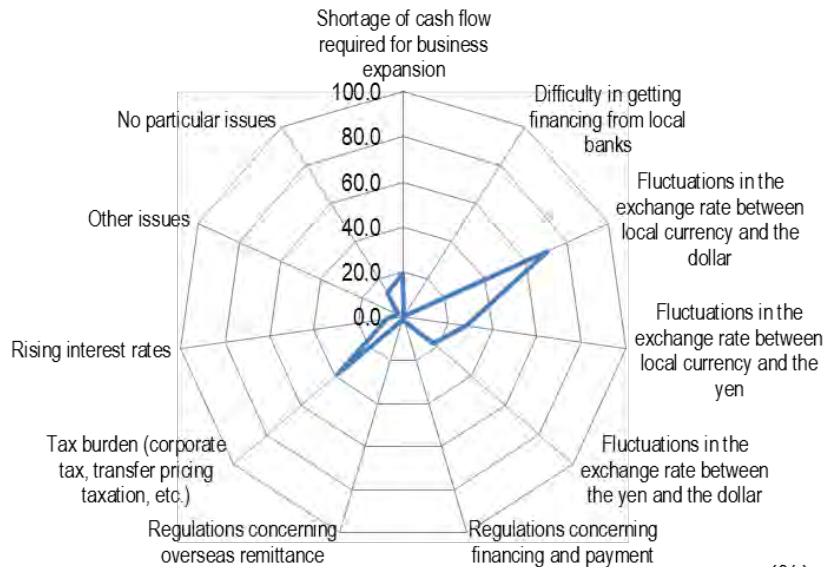 Shortage of cash flow
required for business
expansion
100.0
80.0
60.0
40.0
20.0
0.0
Difficulty in getting
financing from local
banks
Fluctuations in the
exchange rate between
local currency and the
dollar
Fluctuations in the
exchange rate between
local currency and the
yen
Fluctuations in the
exchange rate between
the yen and the dollar
Regulations concerning
financing and payment
Regulations concerning
overseas remittance
Tax burden (corporate
tax, transfer pricing
taxation, etc.)
Rising interest rates
Other issues
No particular issues